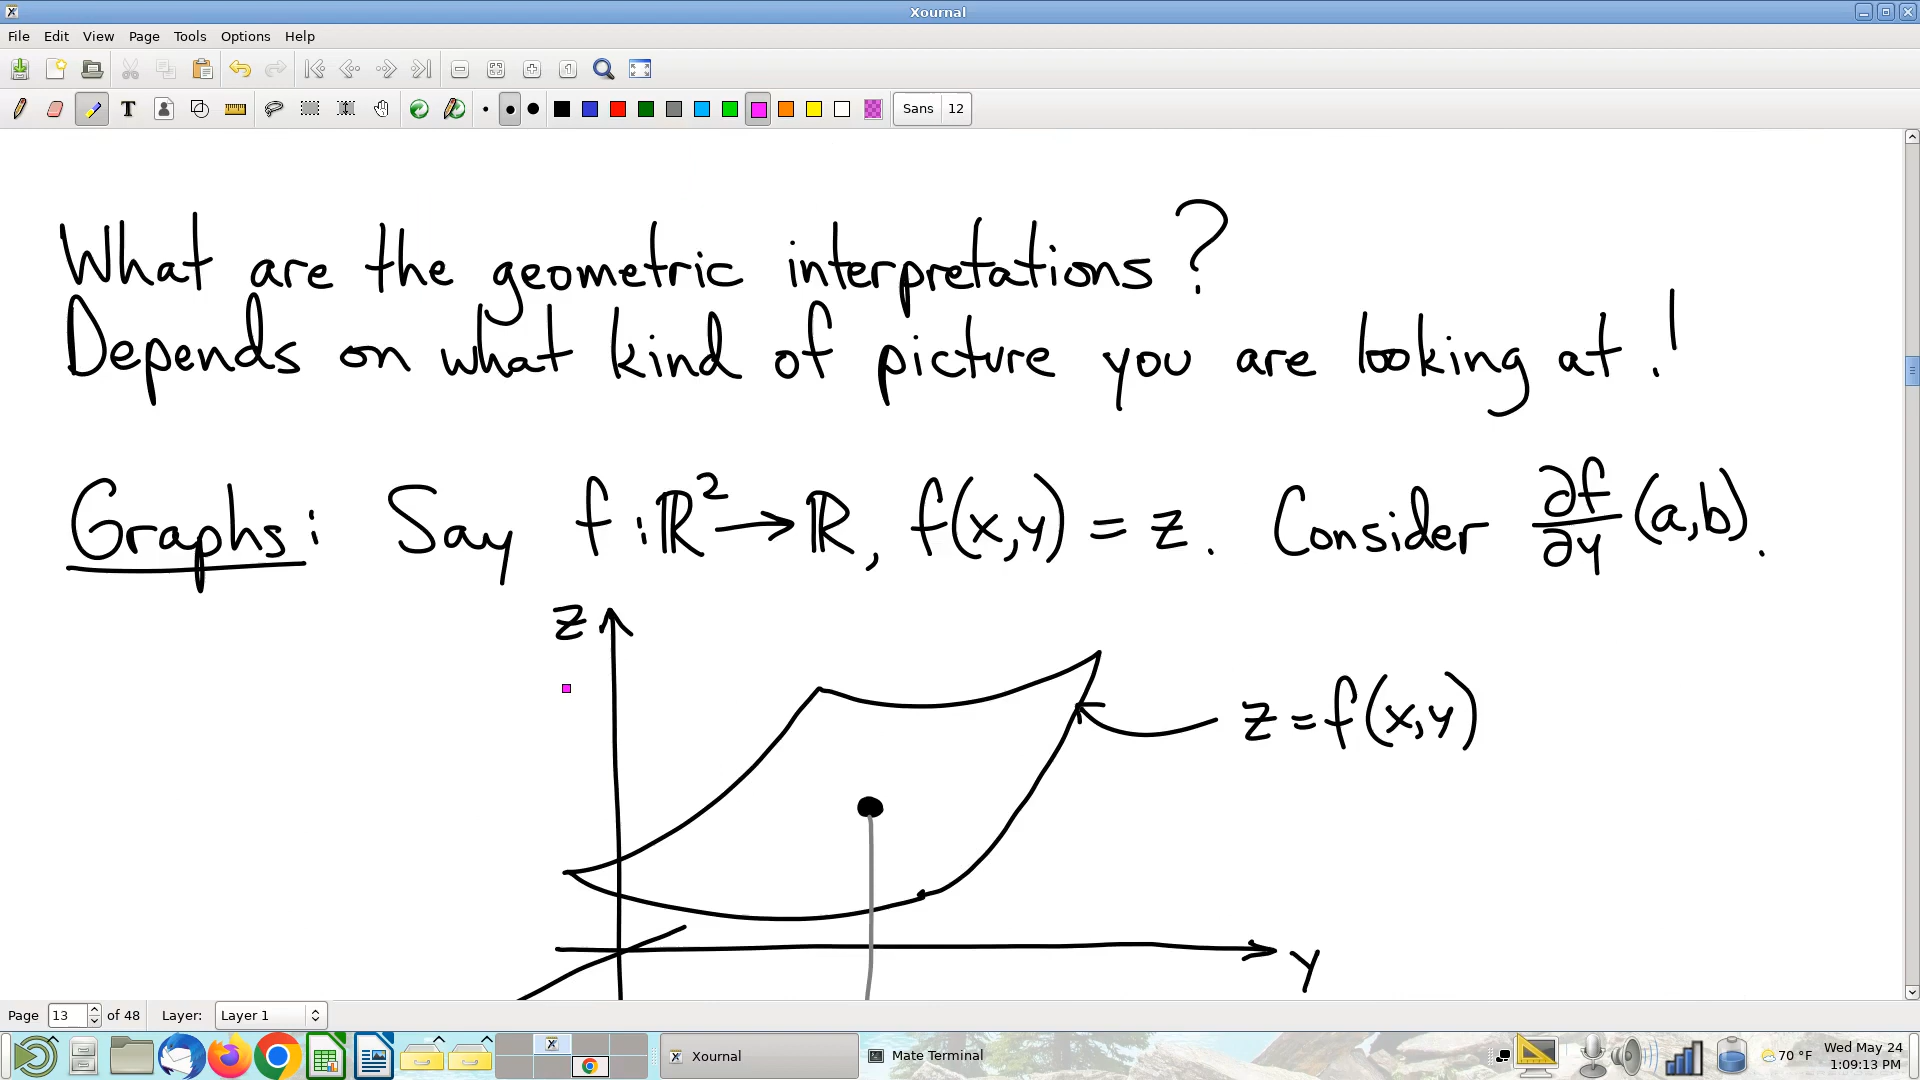 Xournal
File Edit View Page Tools Options Help
Sans 12
What are the geometric interpretations?
Depends on what kind of picture you are looking at!
Graphs: Say f:ℝ²→ℝ, f(x,y) = z. Consider ∂f/∂y (a,b).
z
z = f(x,y)
y
Page 13 of 48 Layer: Layer 1
Xournal Mate Terminal 70 °F Wed May 24
1:09:13 PM